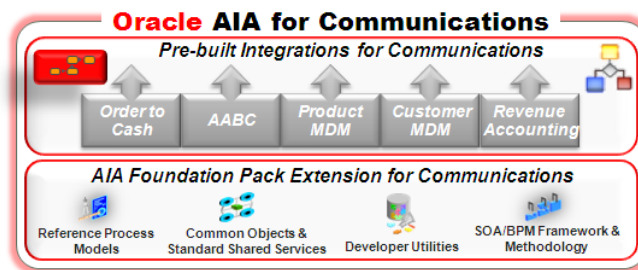 Oracle AIA for Communications
Pre-built Integrations for Communications
Order to
Cash
AABC
Product
MDM
Customer
MDM
Revenue
Accounting
AIA Foundation Pack Extension for Communications
Reference Process
Models
Common Objects &
Standard Shared Services
Developer Utilities
SOA/BPM Framework &
Methodology